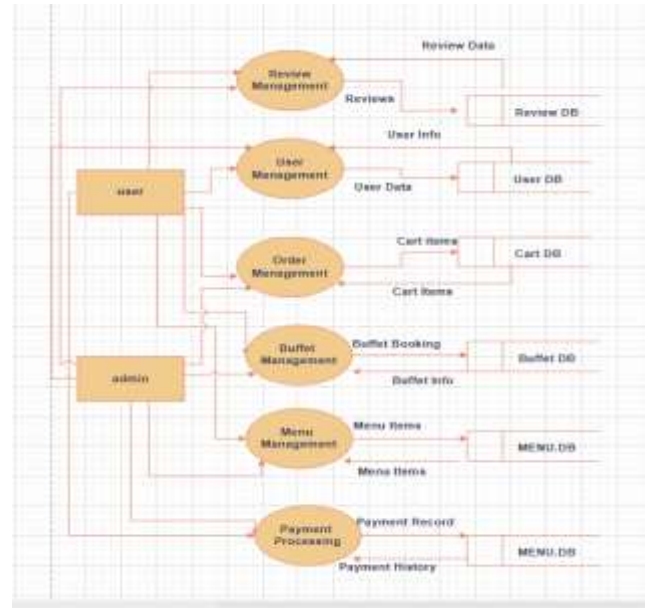 Review Data
Review
Management
Reviews
Review DB
User Info
User
Management
User Data
User DB
user
Cart items
Cart DB
Order
Management
Cart Items
Buffet Booking
Buffet
Management
Buffet DB
Buffet Info
admin
Menu Items
Menu
Management
MENU.DB
Menu Items
Payment Record
Payment
Processing
MENU.DB
Payment History